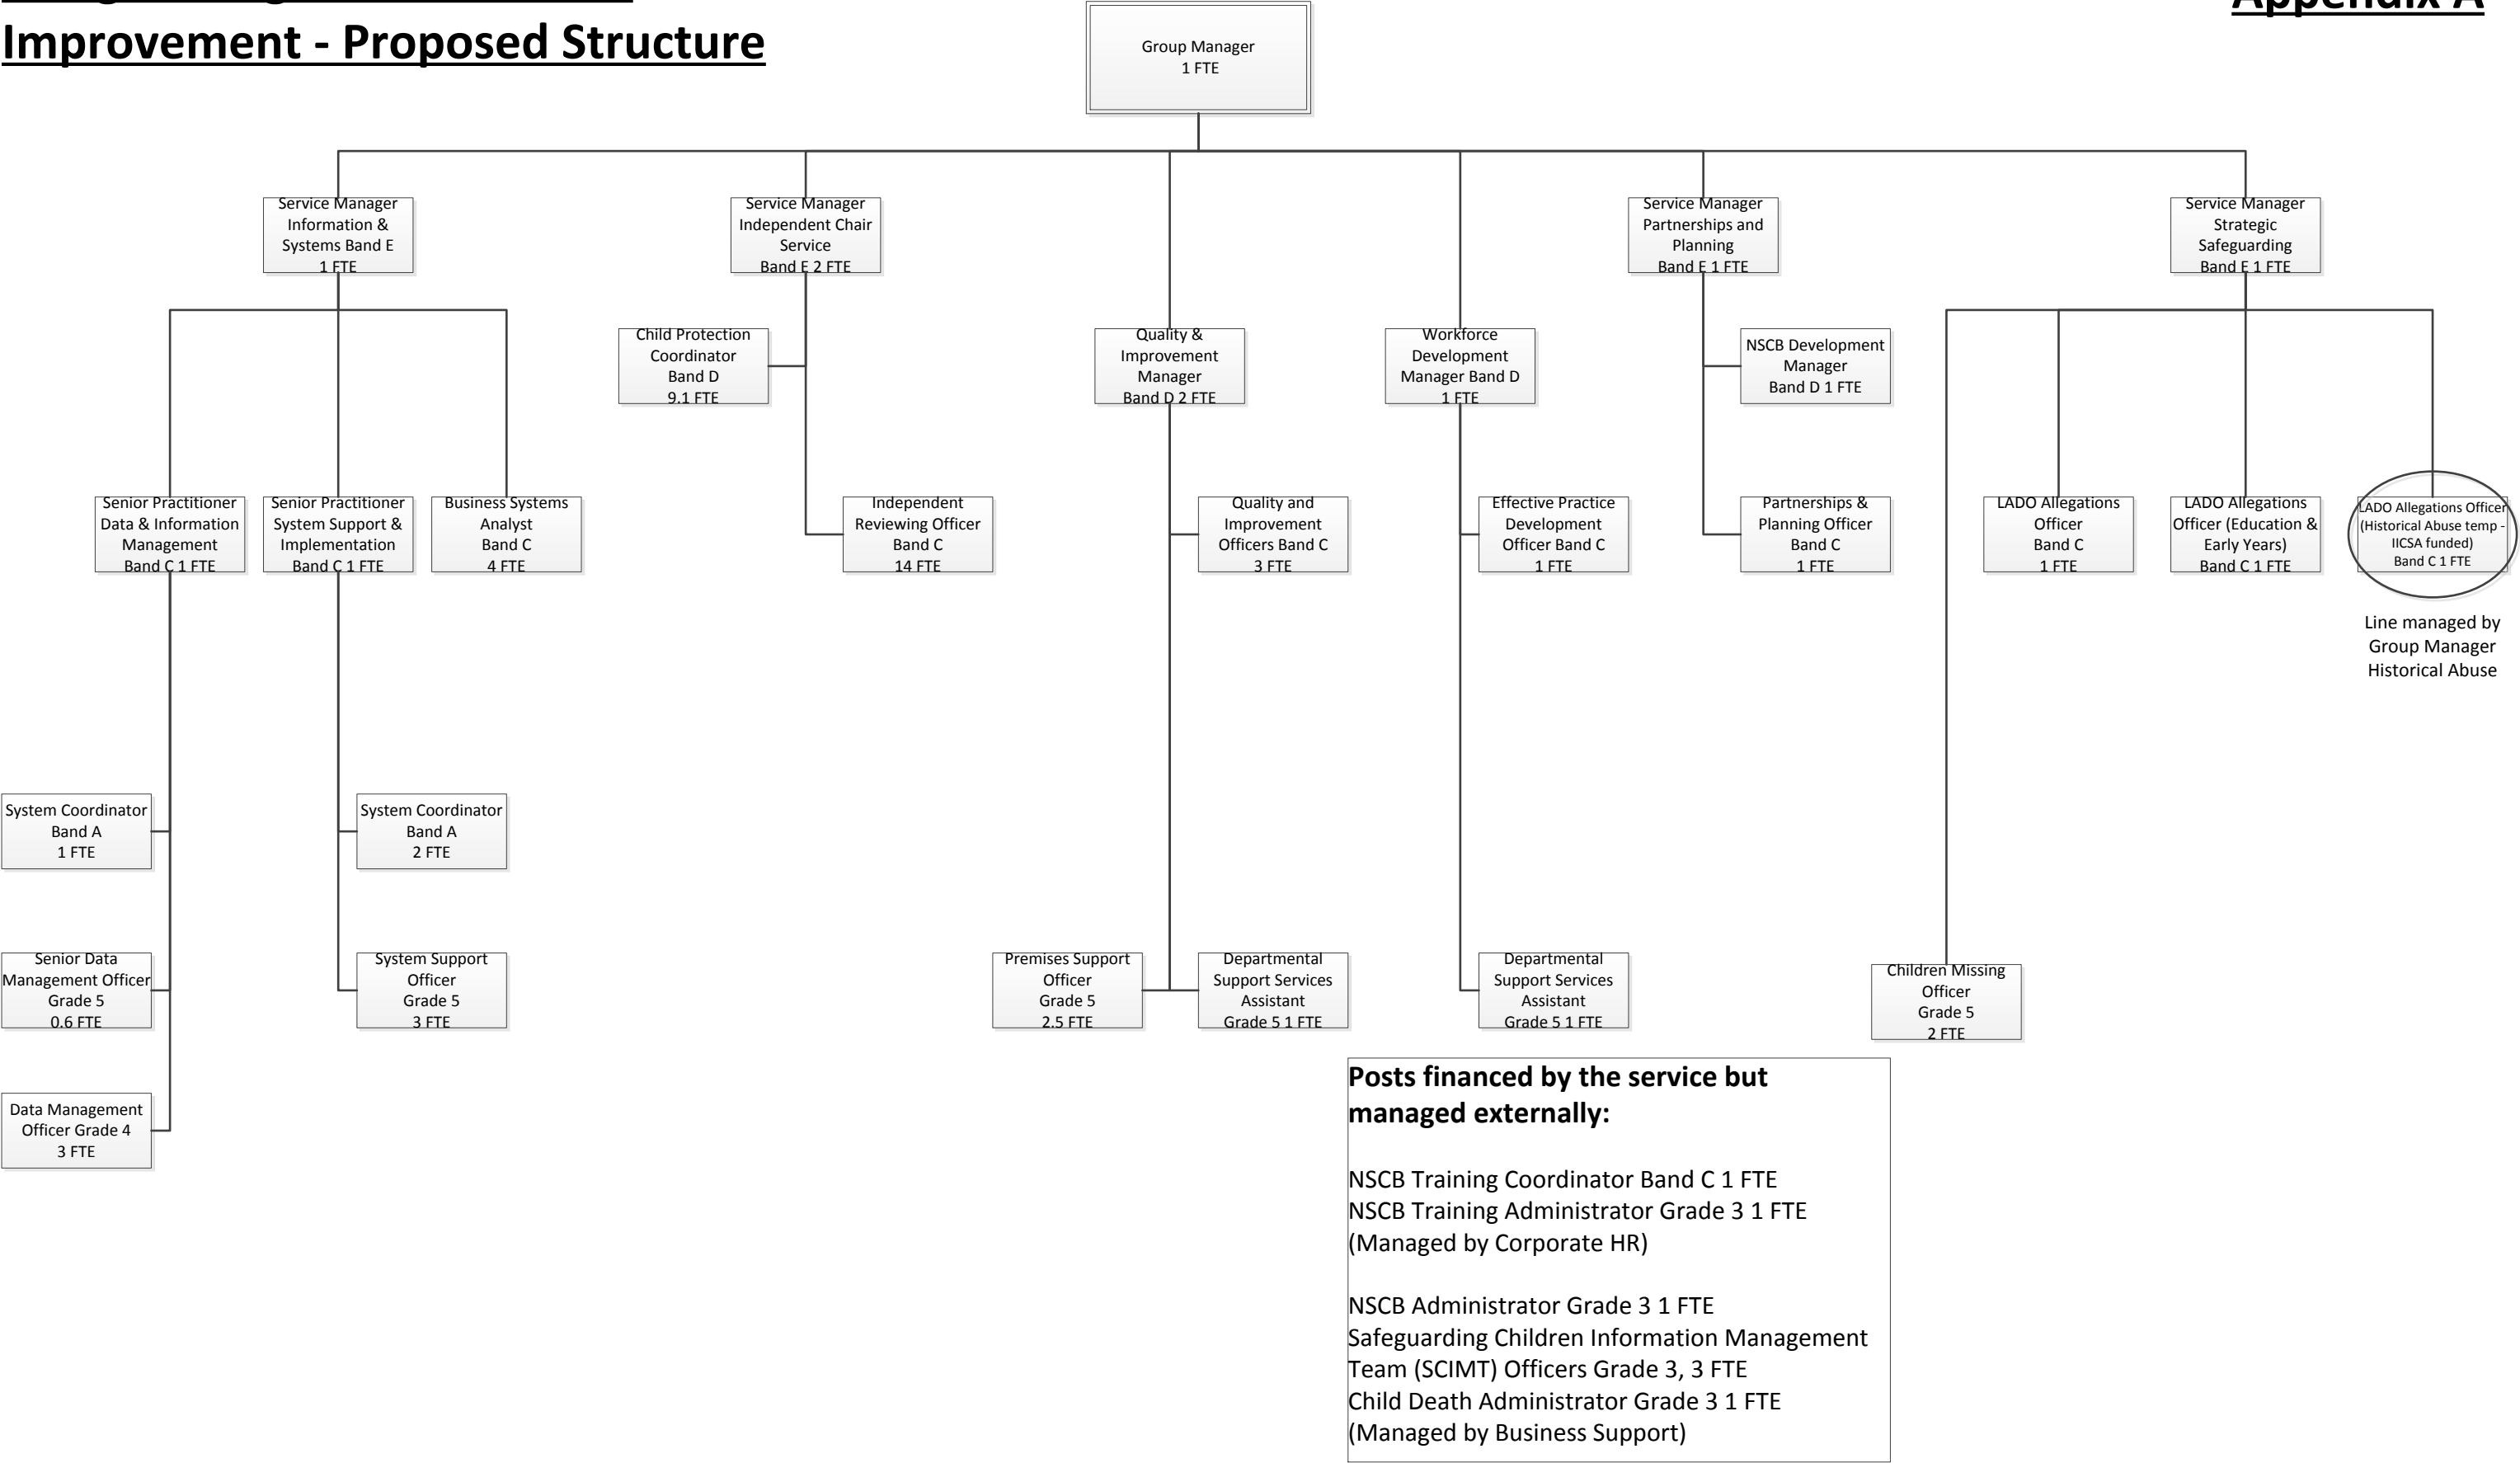 Improvement - Proposed Structure
Appendix A
Group Manager
1 FTE
Service Manager
Information &
Systems Band E
1 FTE
Service Manager
Independent Chair
Service
Band E 2 FTE
Service Manager
Partnerships and
Planning
Band E 1 FTE
Service Manager
Strategic
Safeguarding
Band E 1 FTE
Child Protection
Coordinator
Band D
9.1 FTE
Quality &
Improvement
Manager
Band D 2 FTE
Workforce
Development
Manager Band D
1 FTE
NSCB Development
Manager
Band D 1 FTE
Senior Practitioner
Data & Information
Management
Band C 1 FTE
Senior Practitioner
System Support &
Implementation
Band C 1 FTE
Business Systems
Analyst
Band C
4 FTE
Independent
Reviewing Officer
Band C
14 FTE
Quality and
Improvement
Officers Band C
3 FTE
Effective Practice
Development
Officer Band C
1 FTE
Partnerships &
Planning Officer
Band C
1 FTE
LADO Allegations
Officer
Band C
1 FTE
LADO Allegations
Officer (Education &
Early Years)
Band C 1 FTE
LADO Allegations Officer
(Historical Abuse temp -
IICSA funded)
Band C 1 FTE
Line managed by
Group Manager
Historical Abuse
System Coordinator
Band A
1 FTE
System Coordinator
Band A
2 FTE
Senior Data
Management Officer
Grade 5
0.6 FTE
System Support
Officer
Grade 5
3 FTE
Premises Support
Officer
Grade 5
2.5 FTE
Departmental
Support Services
Assistant
Grade 5 1 FTE
Departmental
Support Services
Assistant
Grade 5 1 FTE
Children Missing
Officer
Grade 5
2 FTE
Data Management
Officer Grade 4
3 FTE
Posts financed by the service but
managed externally:
NSCB Training Coordinator Band C 1 FTE
NSCB Training Administrator Grade 3 1 FTE
(Managed by Corporate HR)
NSCB Administrator Grade 3 1 FTE
Safeguarding Children Information Management
Team (SCIMT) Officers Grade 3, 3 FTE
Child Death Administrator Grade 3 1 FTE
(Managed by Business Support)